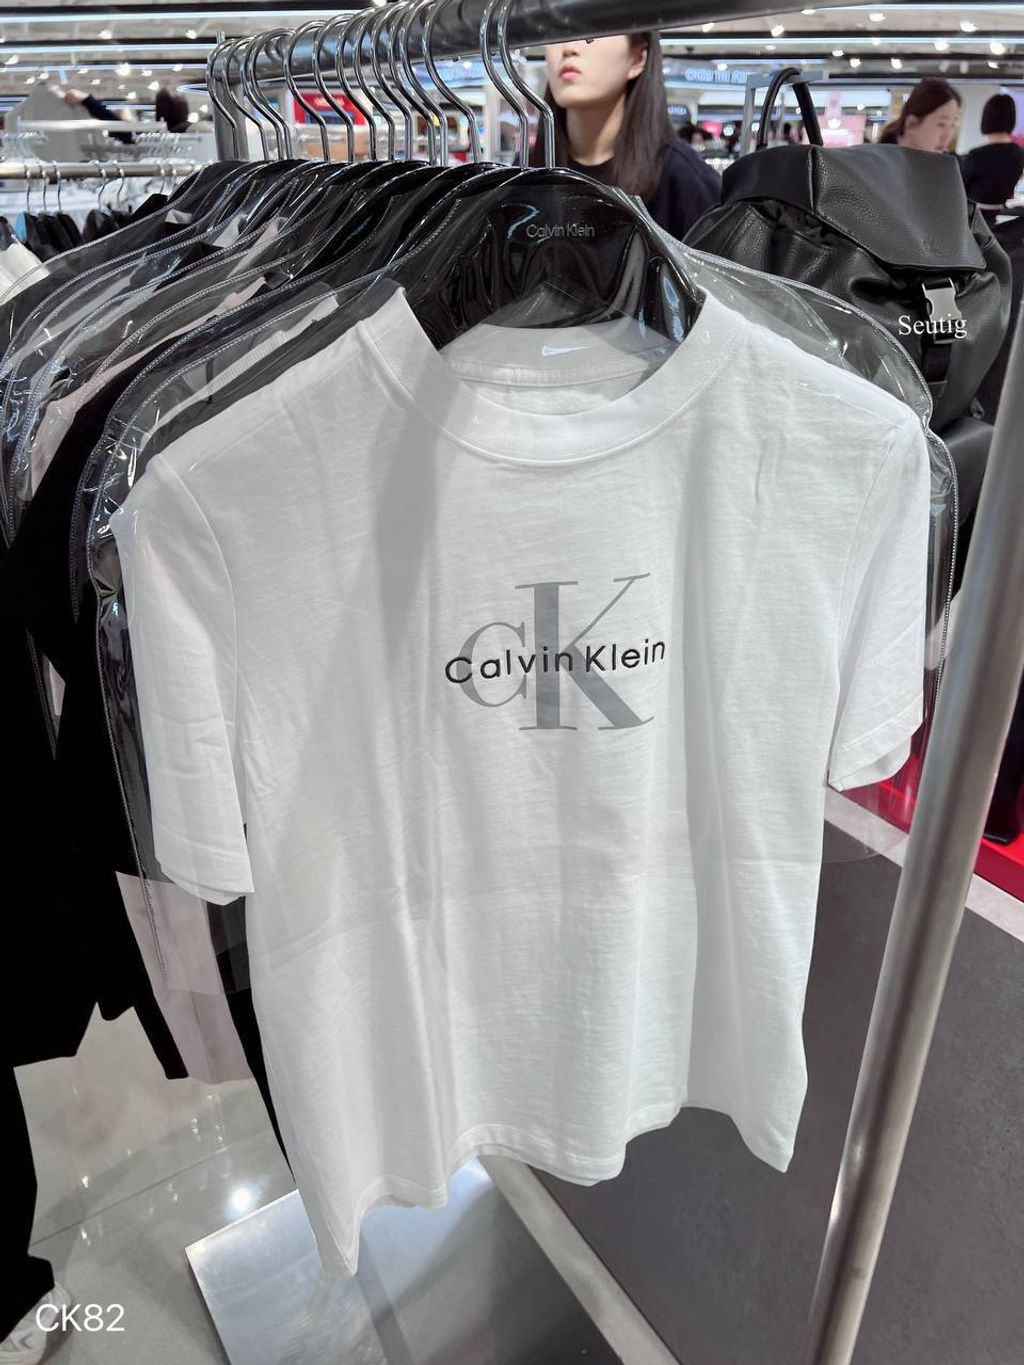 Calvin Klein
Seutig
CK
Calvin Klein
CK82